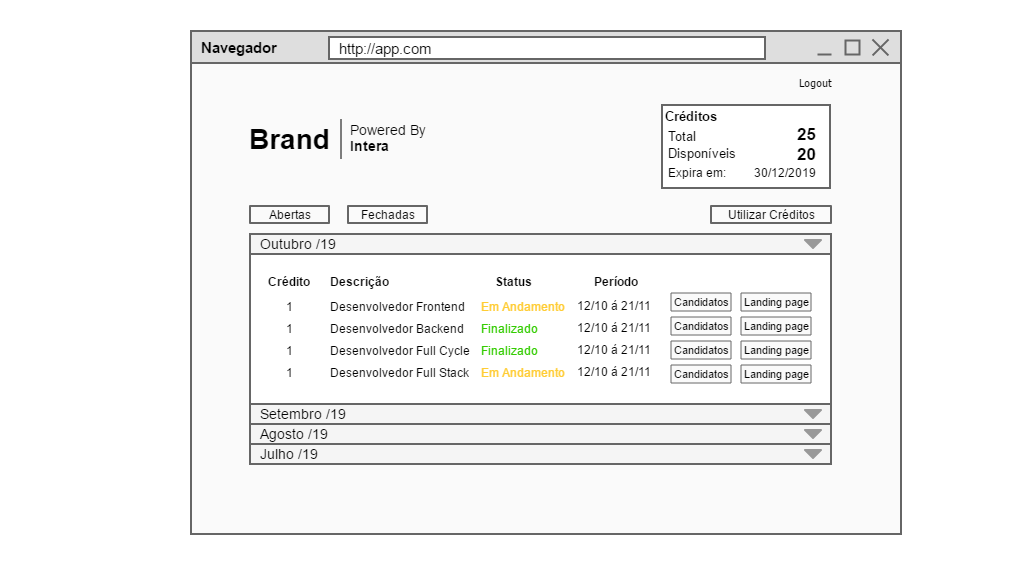 Navegador
http://app.com
Logout
Brand
Powered By
Intera
Créditos
Total 25
Disponíveis 20
Expira em: 30/12/2019
Abertas Fechadas Utilizar Créditos
Outubro /19
Crédito Descrição Status Período
1 Desenvolvedor Frontend Em Andamento 12/10 á 21/11 Candidatos Landing page
1 Desenvolvedor Backend Finalizado 12/10 á 21/11 Candidatos Landing page
1 Desenvolvedor Full Cycle Finalizado 12/10 á 21/11 Candidatos Landing page
1 Desenvolvedor Full Stack Em Andamento 12/10 á 21/11 Candidatos Landing page
Setembro /19
Agosto /19
Julho /19